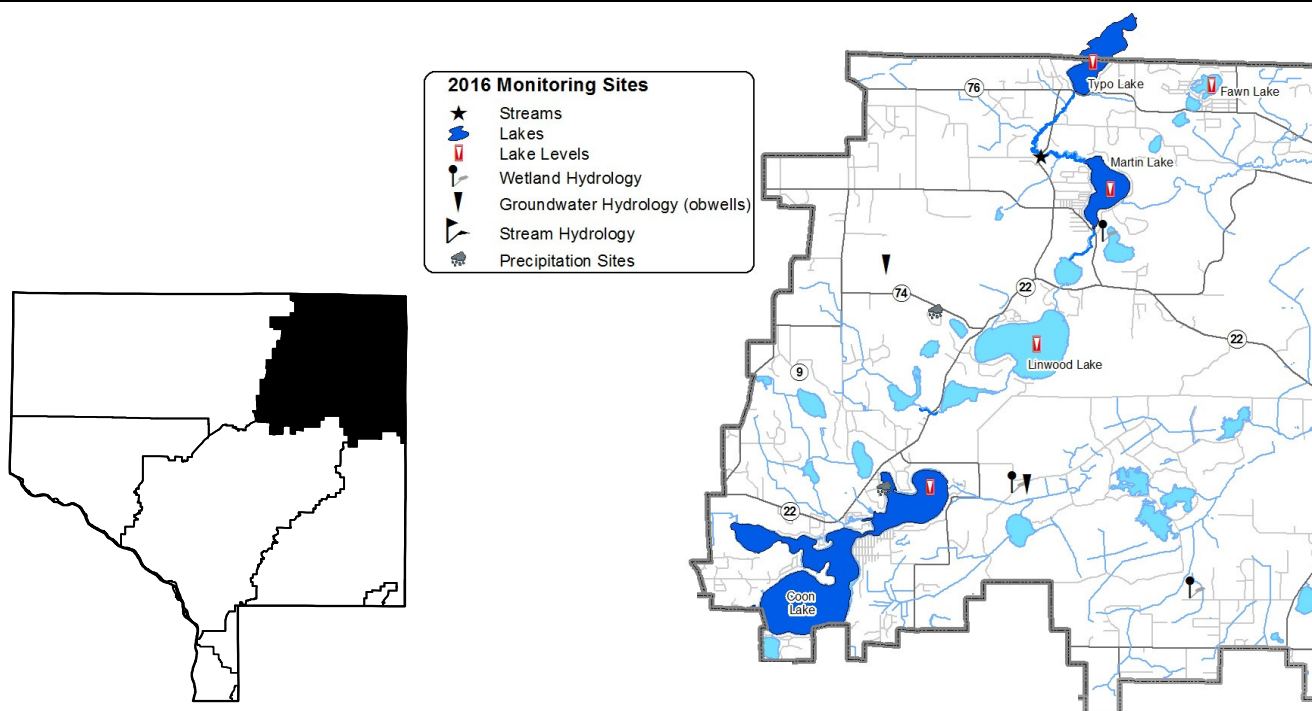 2016 Monitoring Sites
Streams
Lakes
Lake Levels
Wetland Hydrology
Groundwater Hydrology (obwells)
Stream Hydrology
Precipitation Sites
76
Typo Lake
Fawn Lake
Martin Lake
74
22
22
Linwood Lake
9
22
Coon
Lake